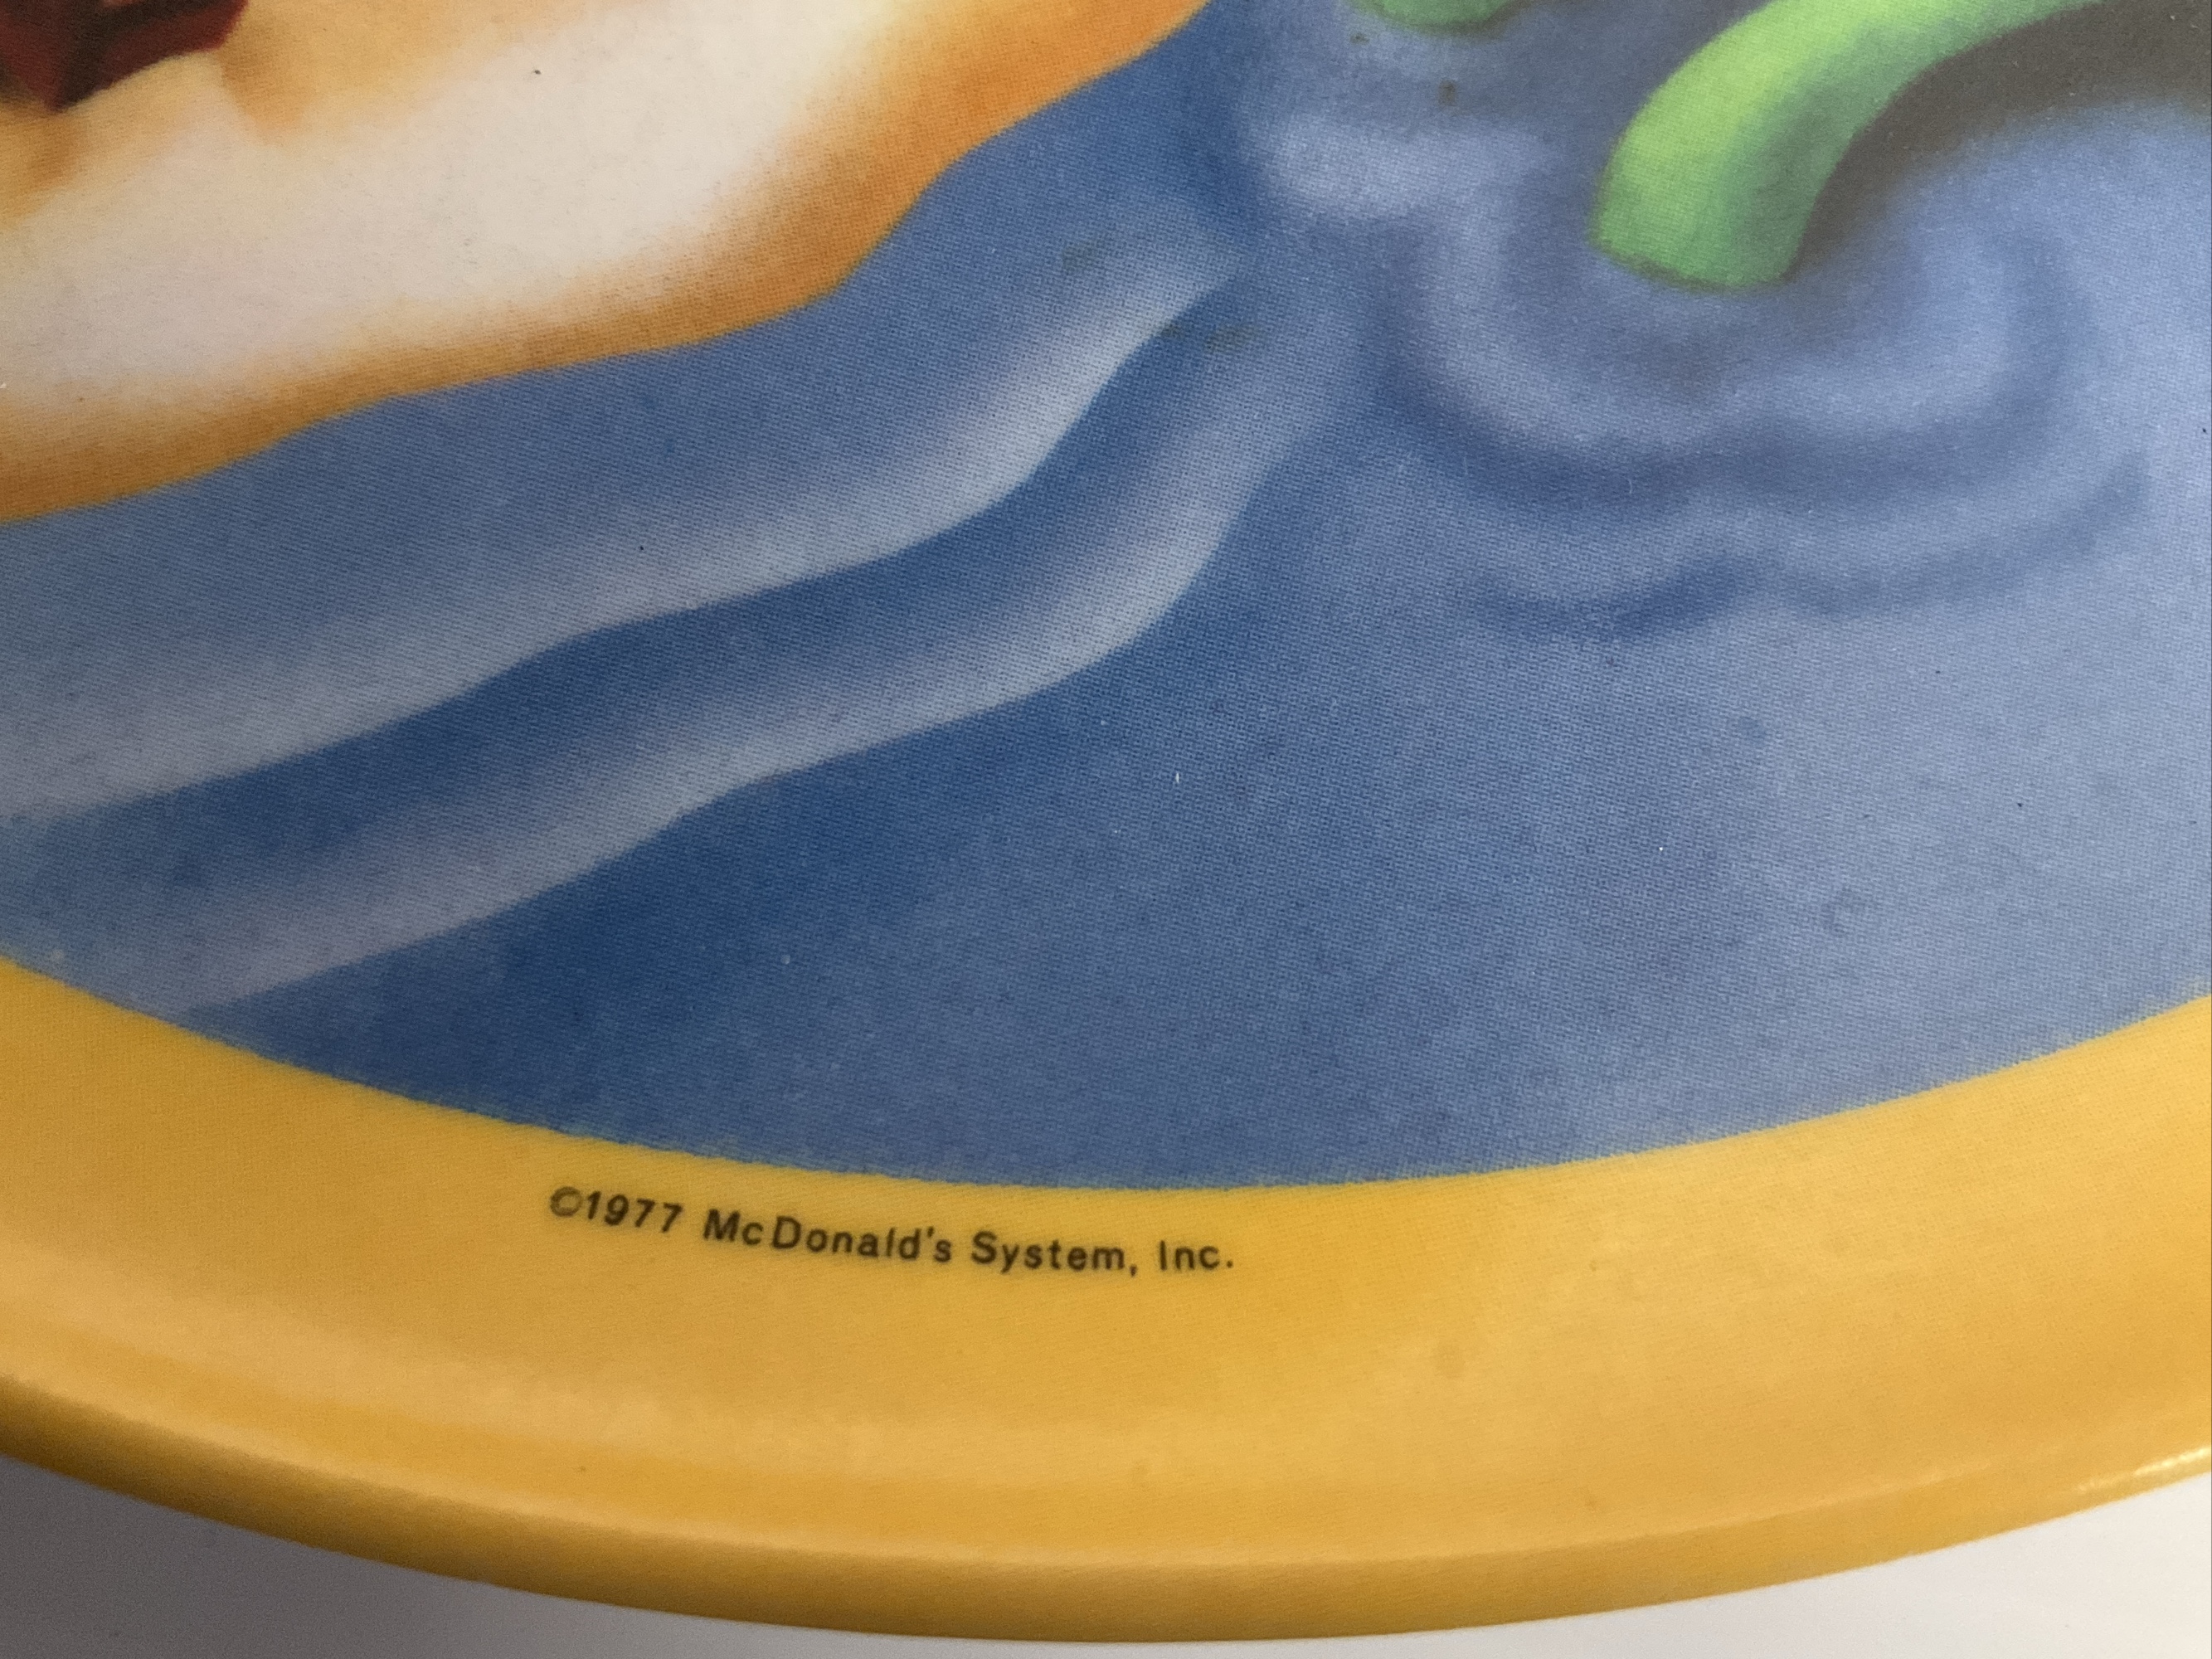 ©1977 McDonald's System, Inc.